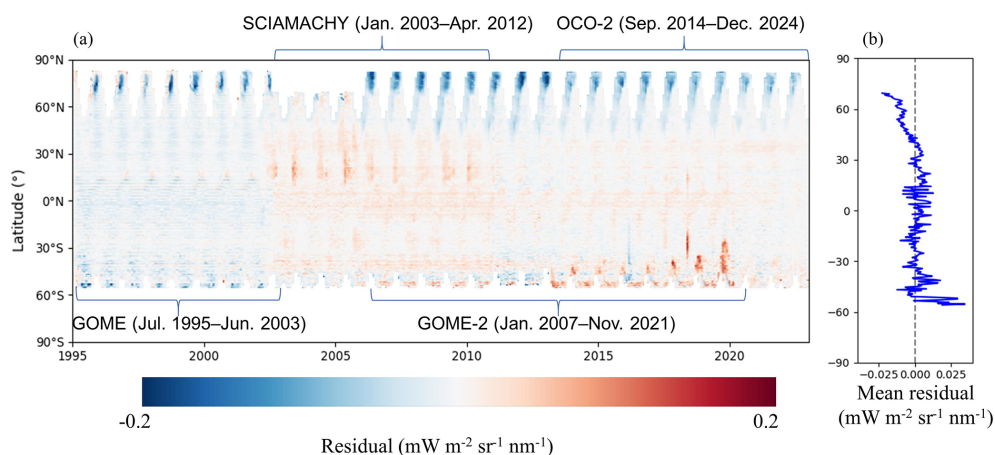 SCIAMACHY (Jan. 2003–Apr. 2012) OCO-2 (Sep. 2014–Dec. 2024)
(a) (b)
90°N
60°N
30°N
0°N
30°S
60°S
90°S
Latitude (°)
GOME (Jul. 1995–Jun. 2003) GOME-2 (Jan. 2007–Nov. 2021)
1995 2000 2005 2010 2015 2020
-0.2 0.2
Residual (mW m⁻² sr⁻¹ nm⁻¹)
90
60
30
0
-30
-60
-90
-0.025 0.000 0.025
Mean residual
(mW m⁻² sr⁻¹ nm⁻¹)